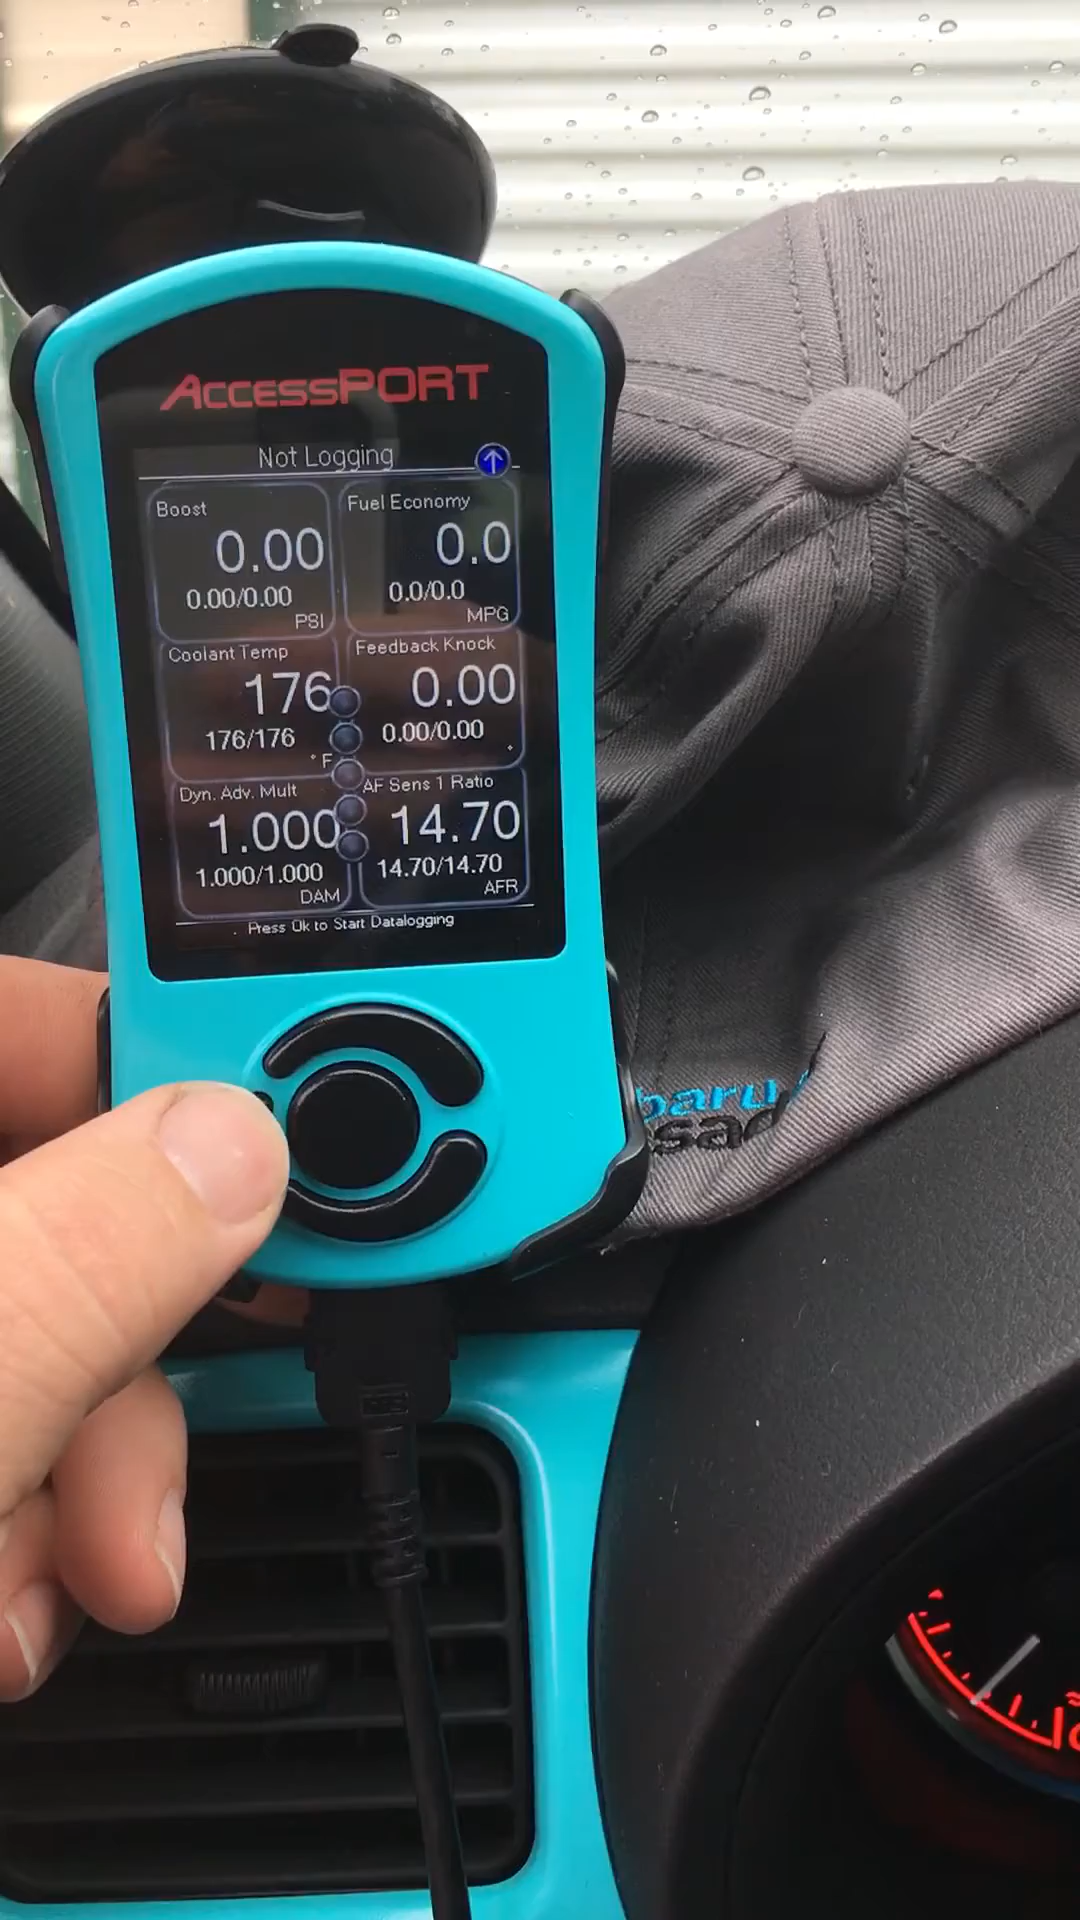 AccessPORT
Not Logging
Boost
0.00
0.00/0.00
PSI
Fuel Economy
0.0
0.0/0.0
MPG
Coolant Temp
176
176/176
°F
Feedback Knock
0.00
0.00/0.00
°
Dyn. Adv. Mult
1.000
1.000/1.000
DAM
AF Sens 1 Ratio
14.70
14.70/14.70
AFR
Press Ok to Start Datalogging
baru
ssad